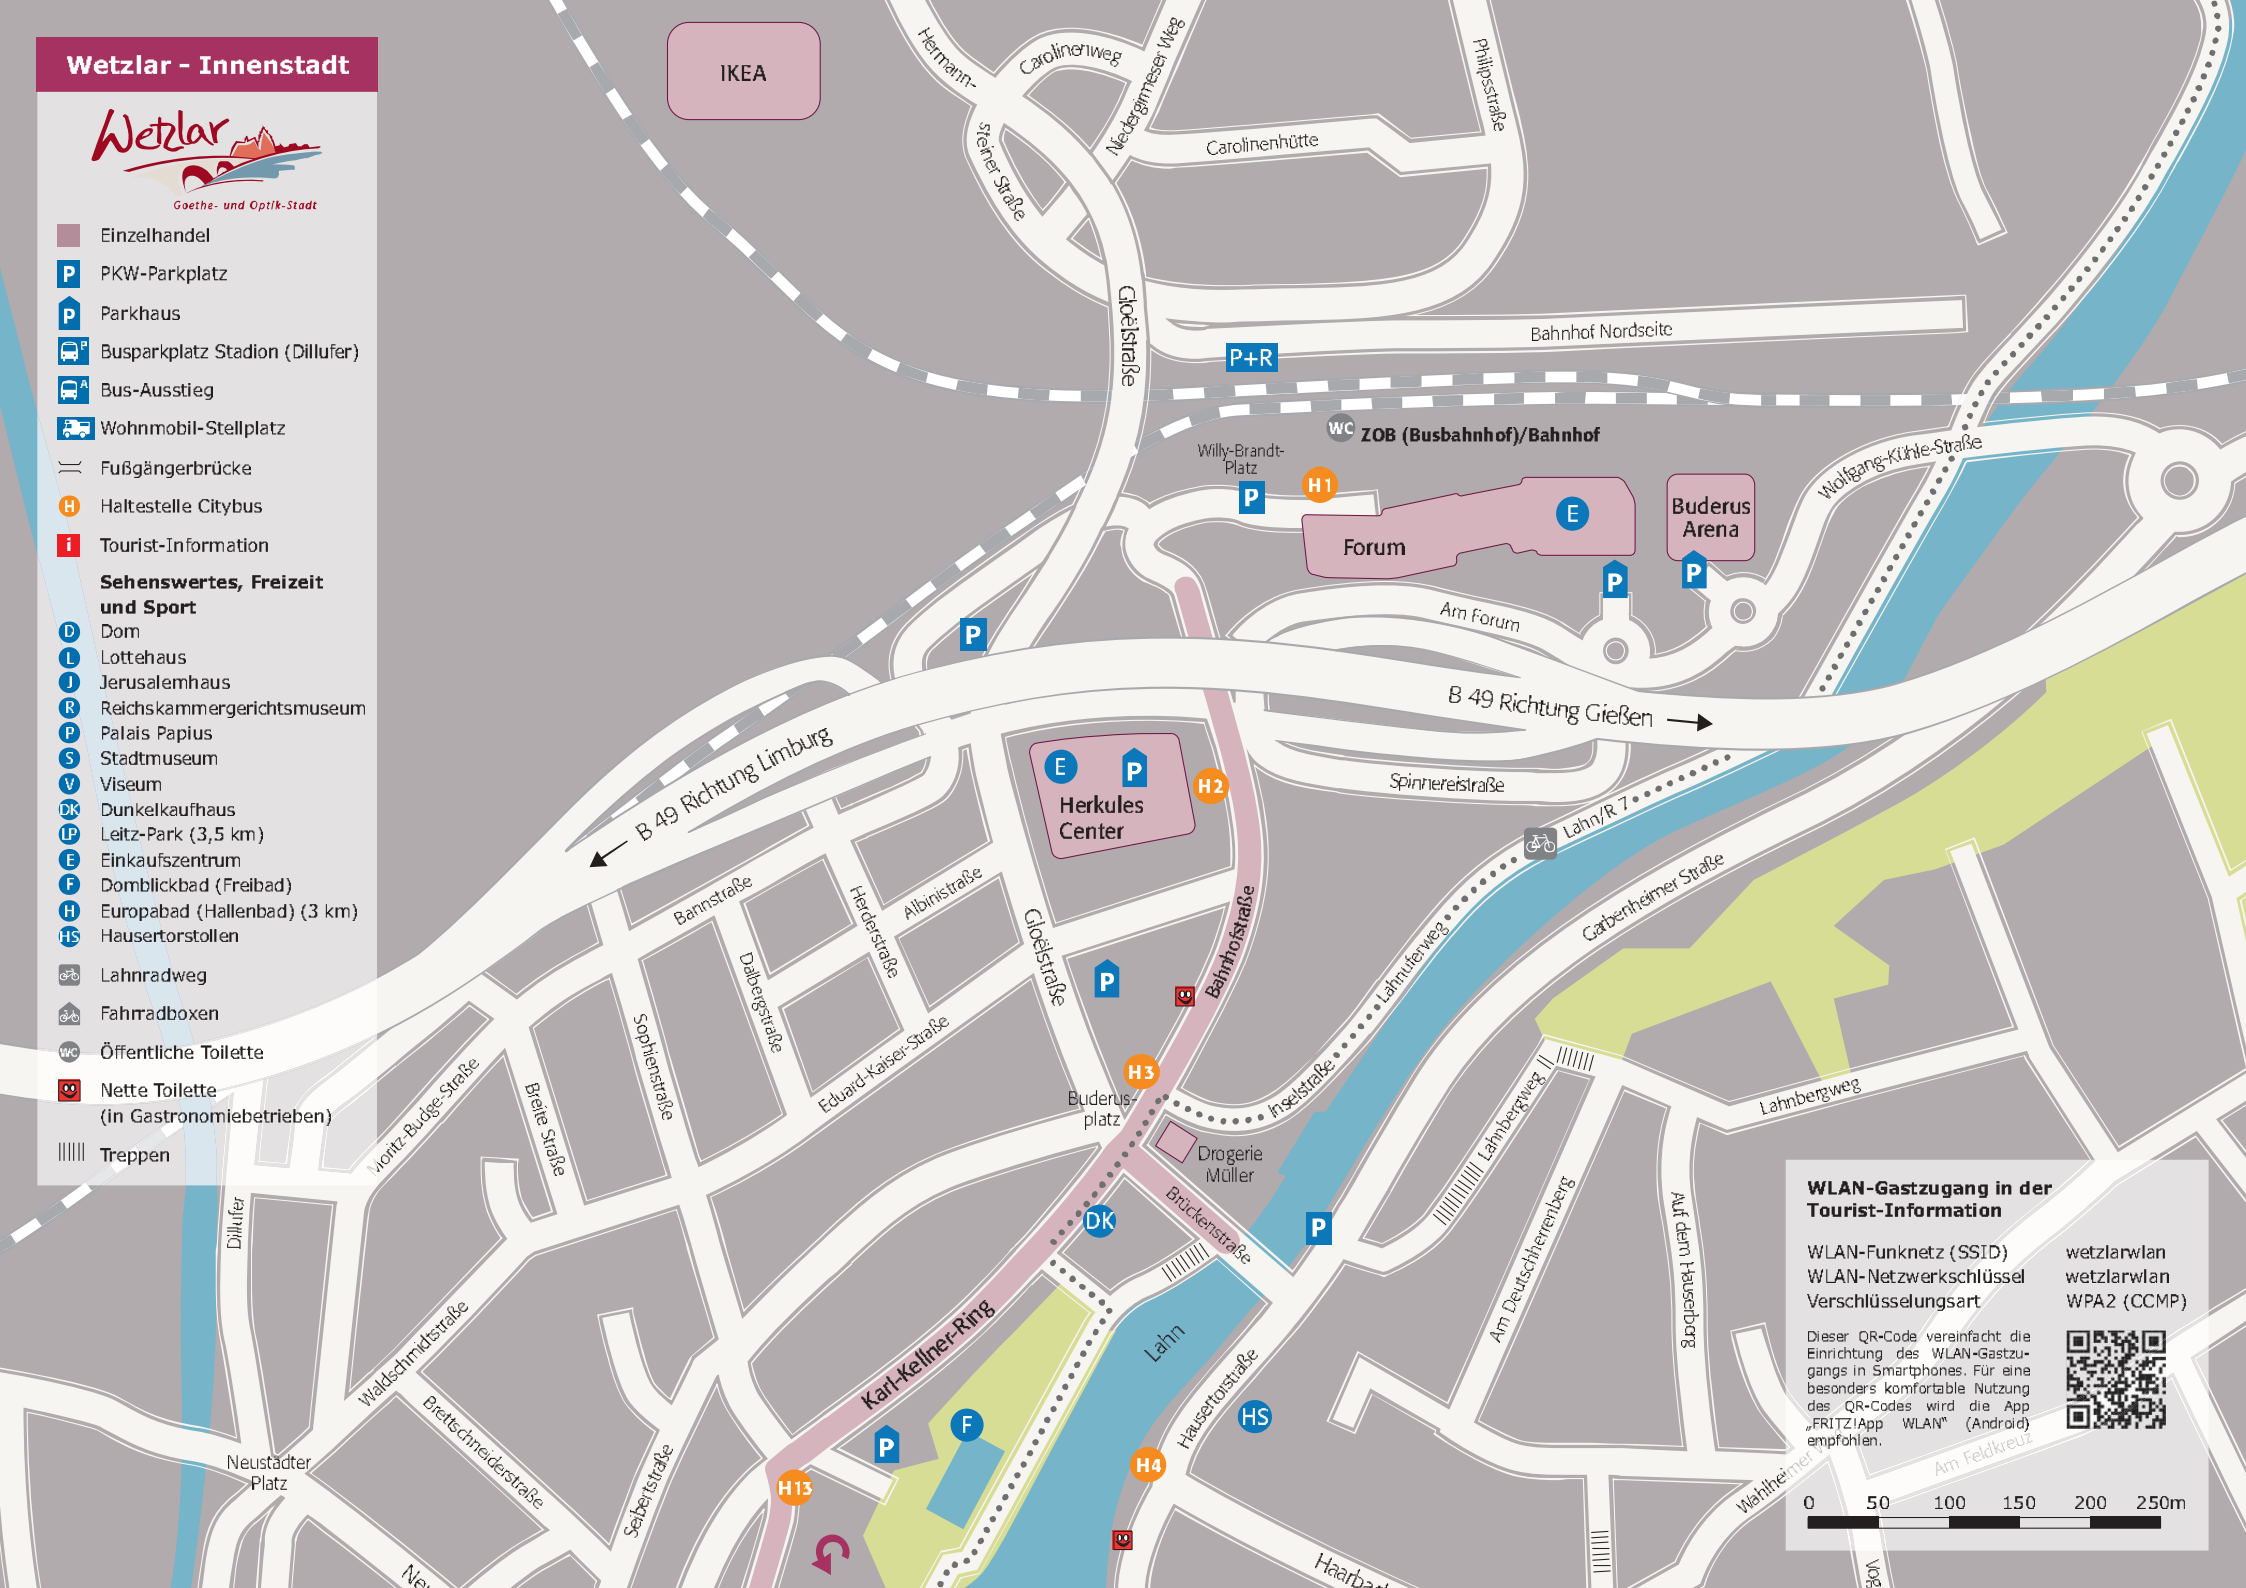 Wetzlar - Innenstadt
Wetzlar
Goethe- und Optik-Stadt
Einzelhandel
P PKW-Parkplatz
P Parkhaus
P Busparkplatz Stadion (Dillufer)
A Bus-Ausstieg
Wohnmobil-Stellplatz
Fußgängerbrücke
H Haltestelle Citybus
i Tourist-Information
Sehenswertes, Freizeit
und Sport
D Dom
L Lottehaus
J Jerusalemhaus
R Reichskammergerichtsmuseum
P Palais Papius
S Stadtmuseum
V Viseum
DK Dunkelkaufhaus
LP Leitz-Park (3,5 km)
E Einkaufszentrum
F Domblickbad (Freibad)
H Europabad (Hallenbad) (3 km)
HS Hausertorstollen
Lahnradweg
Fahrradboxen
WC Öffentliche Toilette
Nette Toilette
(in Gastronomiebetrieben)
Treppen
IKEA
Hermann-
Steiner Straße
Carolinenweg
Niedergirmeser Weg
Carolinenhütte
Philipsstraße
Gloëlstraße
Bahnhof Nordseite
P+R
WC ZOB (Busbahnhof)/Bahnhof
Willy-Brandt-
Platz
P
H1
Forum
E
Buderus
Arena
P
P
Wolfgang-Kühle-Straße
Am Forum
P
B 49 Richtung Gießen
B 49 Richtung Limburg
Spinnereistraße
E
P
Herkules
Center
H2
Lahn/R 7
Garbenheimer Straße
Bannstraße
Herderstraße
Albinistraße
Dalbergstraße
Gloëlstraße
Bahnhofstraße
Lahnuferweg
P
Eduard-Kaiser-Straße
Sophienstraße
Breite Straße
Moritz-Budge-Straße
H3
Buderus-
platz
Inselstraße
Drogerie
Müller
Brückenstraße
DK
P
Lahnbergweg
Lahnbergweg
Am Deutschherrenberg
Auf dem Hauserberg
Dillufer
Waldschmidtstraße
Brettschneiderstraße
Neustädter
Platz
Seibertstraße
Karl-Kellner-Ring
P
F
H13
Lahn
Hausertorstraße
HS
H4
WLAN-Gastzugang in der
Tourist-Information
WLAN-Funknetz (SSID) wetzlarwlan
WLAN-Netzwerkschlüssel wetzlarwlan
Verschlüsselungsart WPA2 (CCMP)
Dieser QR-Code vereinfacht die
Einrichtung des WLAN-Gastzu-
gangs in Smartphones. Für eine
besonders komfortable Nutzung
des QR-Codes wird die App
„FRITZ!App WLAN“ (Android)
empfohlen.
Am Feldkreuz
0 50 100 150 200 250m